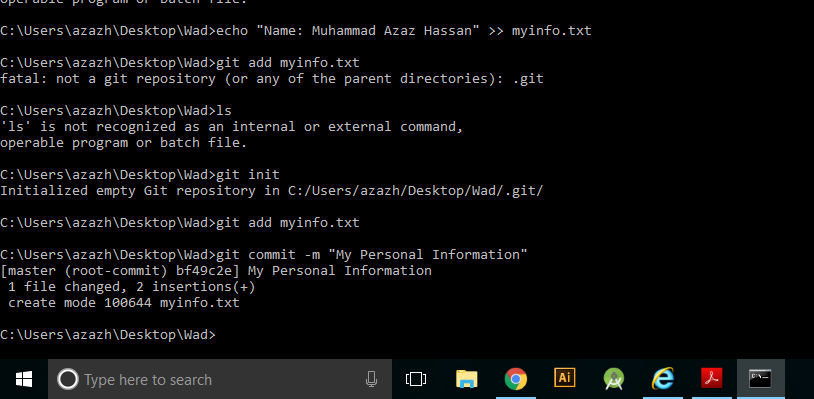 operable program or batch file.
C:\Users\azazh\Desktop\Wad>echo "Name: Muhammad Azaz Hassan" >> myinfo.txt
C:\Users\azazh\Desktop\Wad>git add myinfo.txt
fatal: not a git repository (or any of the parent directories): .git
C:\Users\azazh\Desktop\Wad>ls
'ls' is not recognized as an internal or external command,
operable program or batch file.
C:\Users\azazh\Desktop\Wad>git init
Initialized empty Git repository in C:/Users/azazh/Desktop/Wad/.git/
C:\Users\azazh\Desktop\Wad>git add myinfo.txt
C:\Users\azazh\Desktop\Wad>git commit -m "My Personal Information"
[master (root-commit) bf49c2e] My Personal Information
 1 file changed, 2 insertions(+)
 create mode 100644 myinfo.txt
C:\Users\azazh\Desktop\Wad>
Type here to search
Ai
C:\